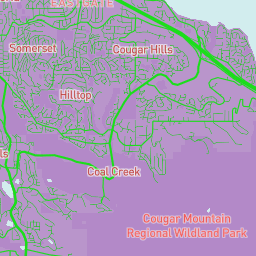 EASTGATE
Somerset
Cougar Hills
Hilltop
Coal Creek
Cougar Mountain
Regional Wildland Park